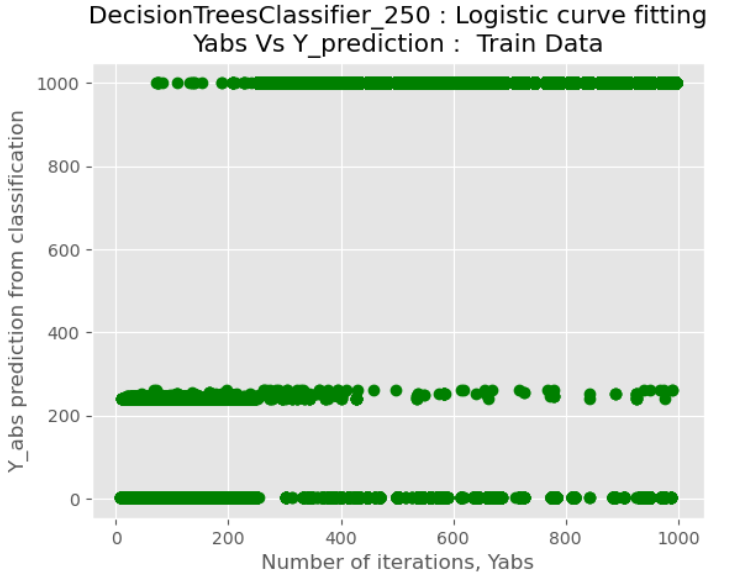 DecisionTreesClassifier_250 : Logistic curve fitting
Yabs Vs Y_prediction :  Train Data
Y_abs prediction from classification
1000
800
600
400
200
0
0 200 400 600 800 1000
Number of iterations, Yabs